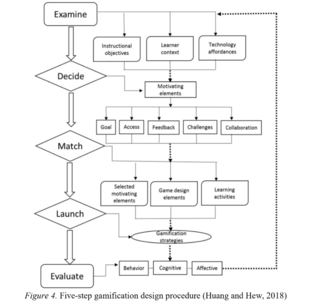 Examine
Instructional
objectives
Learner
context
Technology
affordances
Decide
Motivating
elements
Goal
Access
Feedback
Challenges
Collaboration
Match
Selected
motivating
elements
Game design
elements
Learning
activities
Launch
Gamification
strategies
Evaluate
Behavior
Cognitive
Affective
Figure 4. Five-step gamification design procedure (Huang and Hew, 2018)